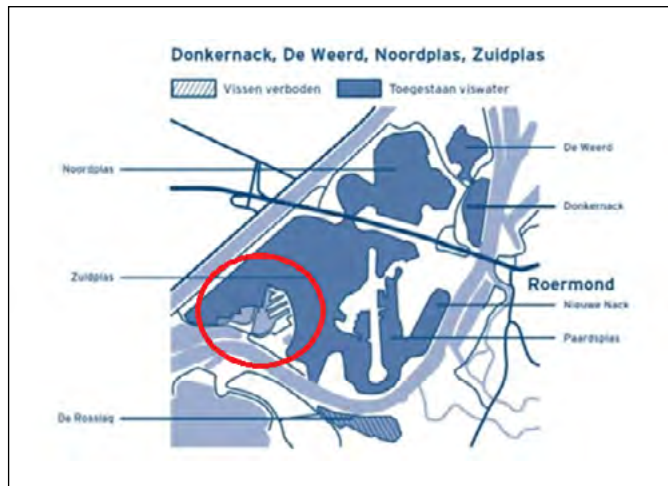 Donkernack, De Weerd, Noordplas, Zuidplas
Vissen verboden
Toegestaan viswater
De Weerd
Noordplas
Donkernack
Zuidplas
Roermond
Nieuwe Nack
Paardsplas
De Rosslag